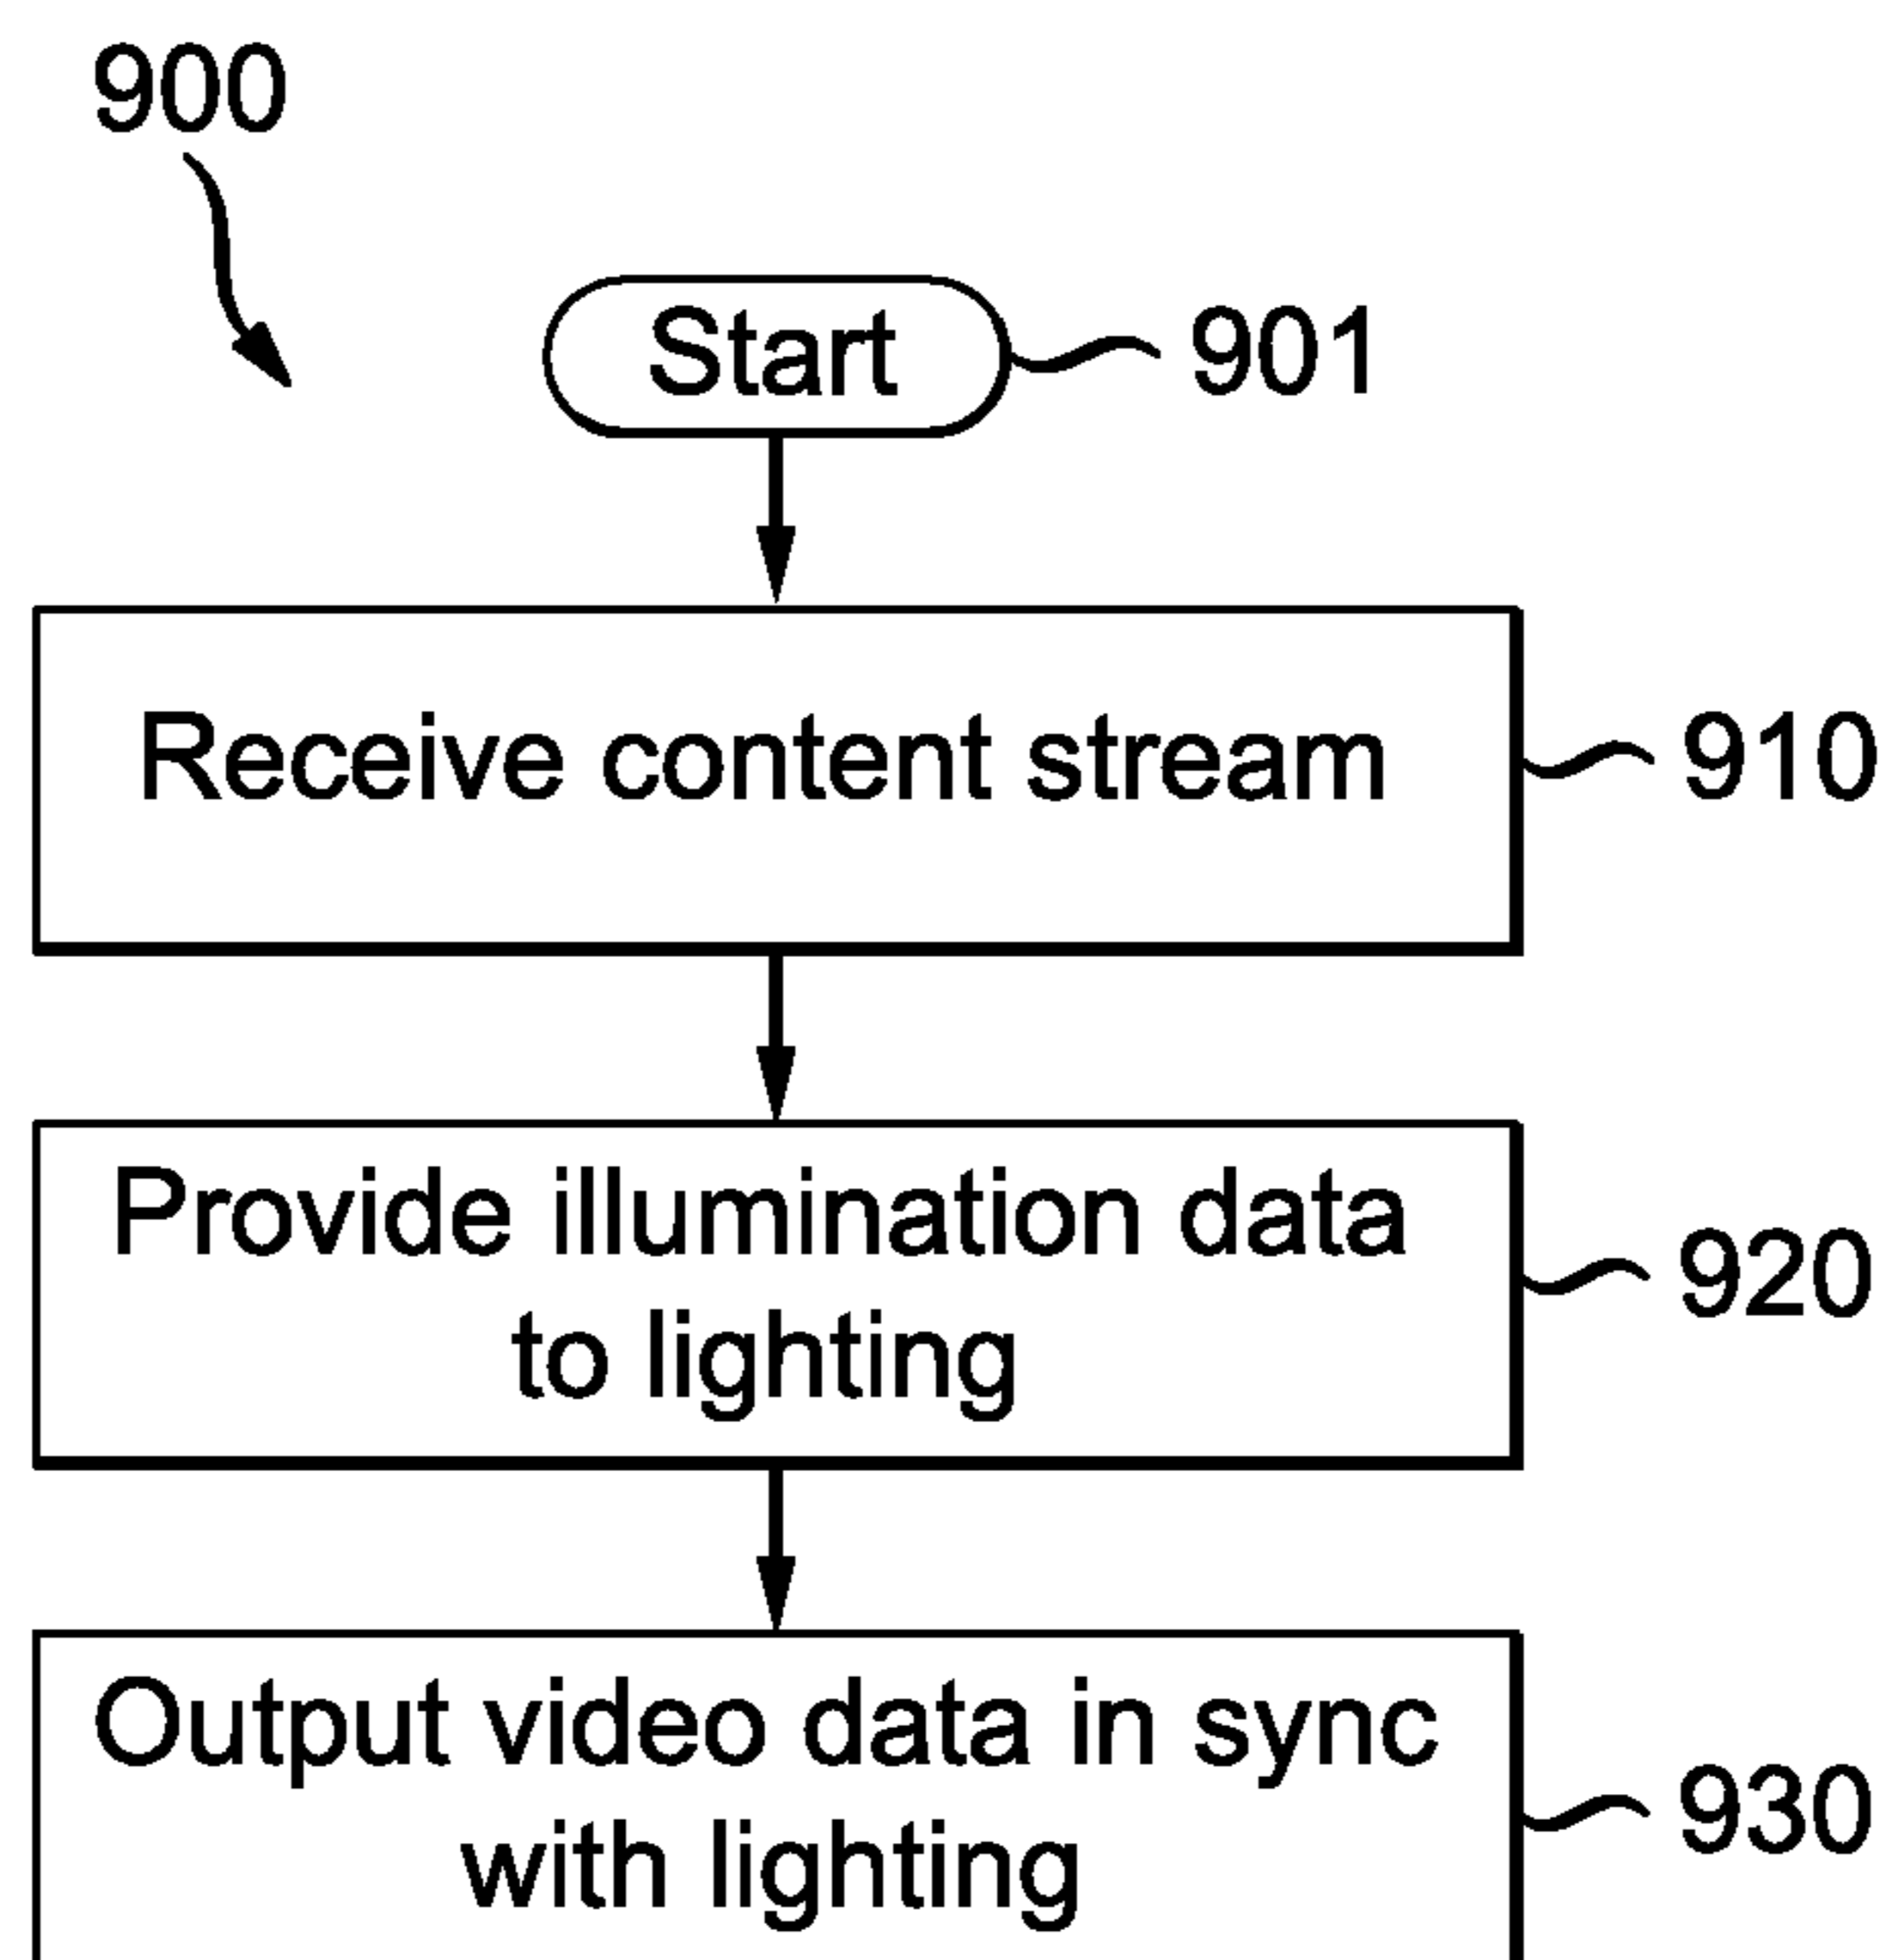 900
Start
901
Receive content stream
910
Provide illumination data
to lighting
920
Output video data in sync
with lighting
930